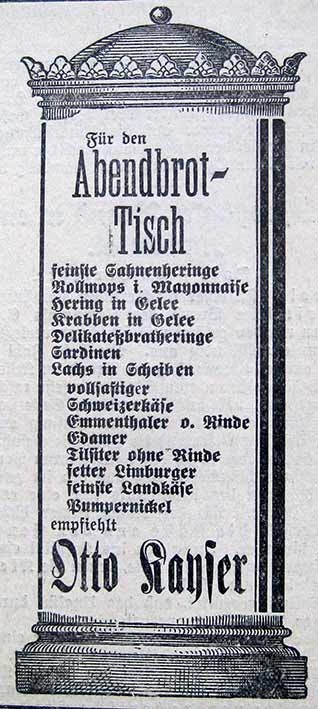 Für den
Abendbrot-
Tisch
feinste Sahnenheringe
Rollmops i. Mayonnaise
Hering in Gelee
Krabben in Gelee
Delikateßbratheringe
Sardinen
Lachs in Scheiben
vollsaftiger
Schweizerkäse
Emmenthaler o. Rinde
Edamer
Tilsiter ohne Rinde
fetter Limburger
feinste Landkäse
Pumpernickel
empfiehlt
Otto Kayser